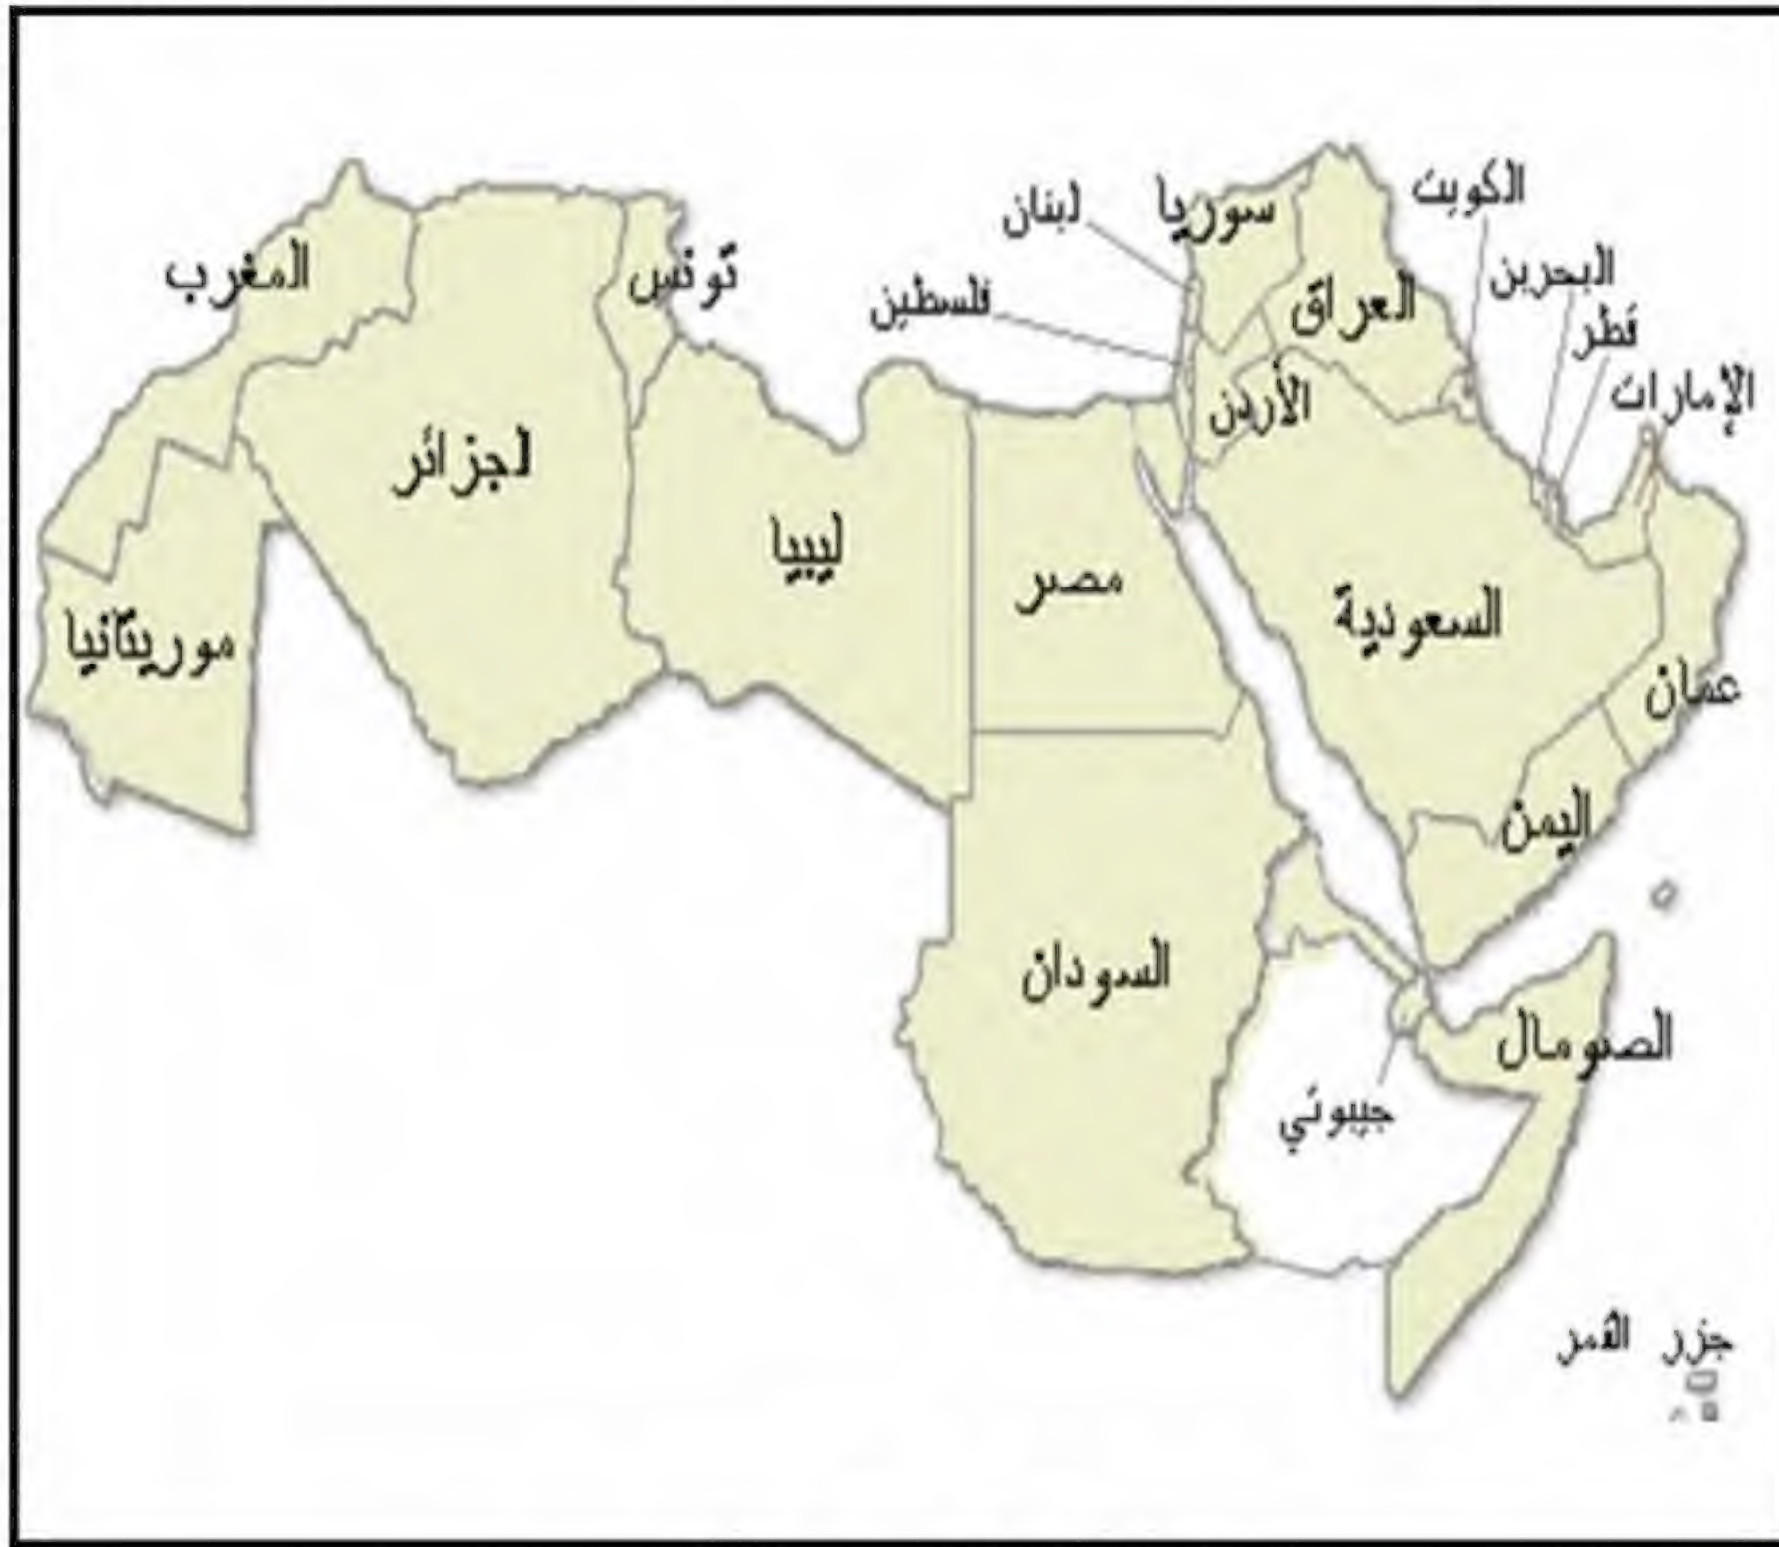 المغرب
لجزائر
تونس
ليبيا
موريتانيا
مصر
السودان
لبنان
فلسطين
سوريا
العراق
الأردن
الكويت
البحرين
قطر
الإمارات
السعودية
عمان
اليمن
الصومال
جيبوتي
جزر القمر